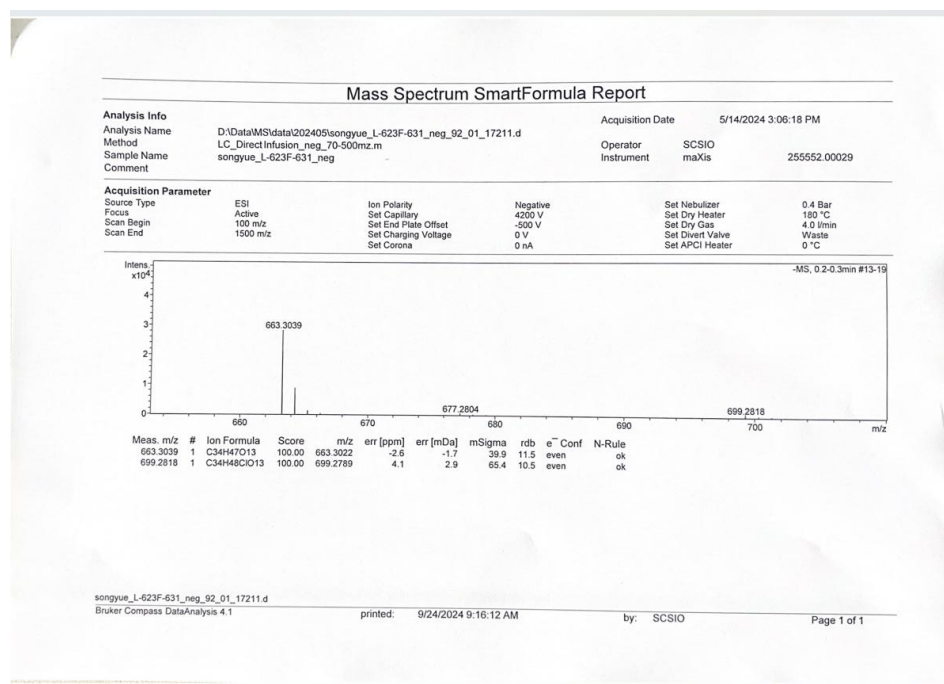 Mass Spectrum SmartFormula Report
Analysis Info
Acquisition Date 5/14/2024 3:06:18 PM
Analysis Name D:\Data\MS\data\202405\songyue_L-623F-631_neg_92_01_17211.d
Method LC_Direct Infusion_neg_70-500mz.m
Operator SCSIO
Sample Name songyue_L-623F-631_neg
Instrument maXis 255552.00029
Comment
Acquisition Parameter
Source Type ESI Ion Polarity Negative Set Nebulizer 0.4 Bar
Focus Active Set Capillary 4200 V Set Dry Heater 180 °C
Scan Begin 100 m/z Set End Plate Offset -500 V Set Dry Gas 4.0 l/min
Scan End 1500 m/z Set Charging Voltage 0 V Set Divert Valve Waste
Set Corona 0 nA Set APCI Heater 0 °C
Intens.
x10⁴
-MS, 0.2-0.3min #13-19
4
3
663.3039
2
1
677.2804
699.2818
0
660 670 680 690 700 m/z
Meas. m/z # Ion Formula Score m/z err [ppm] err [mDa] mSigma rdb e⁻ Conf N-Rule
663.3039 1 C34H47O13 100.00 663.3022 -2.6 -1.7 39.9 11.5 even ok
699.2818 1 C34H48ClO13 100.00 699.2789 4.1 2.9 65.4 10.5 even ok
songyue_L-623F-631_neg_92_01_17211.d
Bruker Compass DataAnalysis 4.1 printed: 9/24/2024 9:16:12 AM by: SCSIO Page 1 of 1